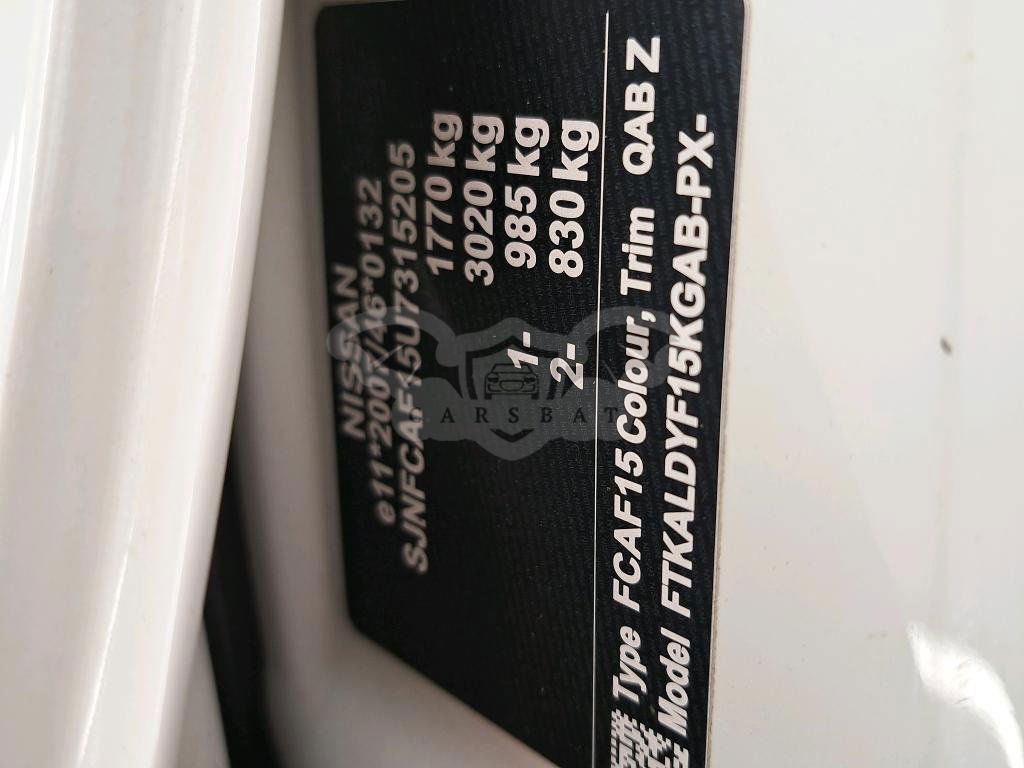 NISSAN
e11*2007/46*0132
SJNFCAF15U7315205
1770 kg
3020 kg
1- 985 kg
2- 830 kg
Type FCAF15 Colour, Trim QAB Z
Model FTKALDYF15KGAB-PX-
CARSBAT